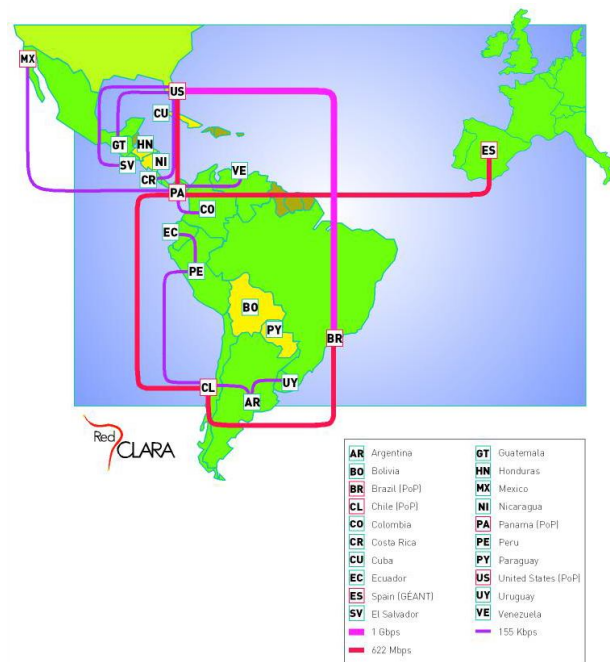 MX
US
CU
GT
HN
NI
SV
CR
VE
PA
CO
ES
EC
PE
BO
PY
BR
CL
UY
AR
Red
CLARA
AR Argentina
BO Bolivia
BR Brazil (PoP)
CL Chile (PoP)
CO Colombia
CR Costa Rica
CU Cuba
EC Ecuador
ES Spain (GÉANT)
SV El Salvador
1 Gbps
622 Mbps
GT Guatemala
HN Honduras
MX Mexico
NI Nicaragua
PA Panama (PoP)
PE Peru
PY Paraguay
US United States (PoP)
UY Uruguay
VE Venezuela
155 Kbps